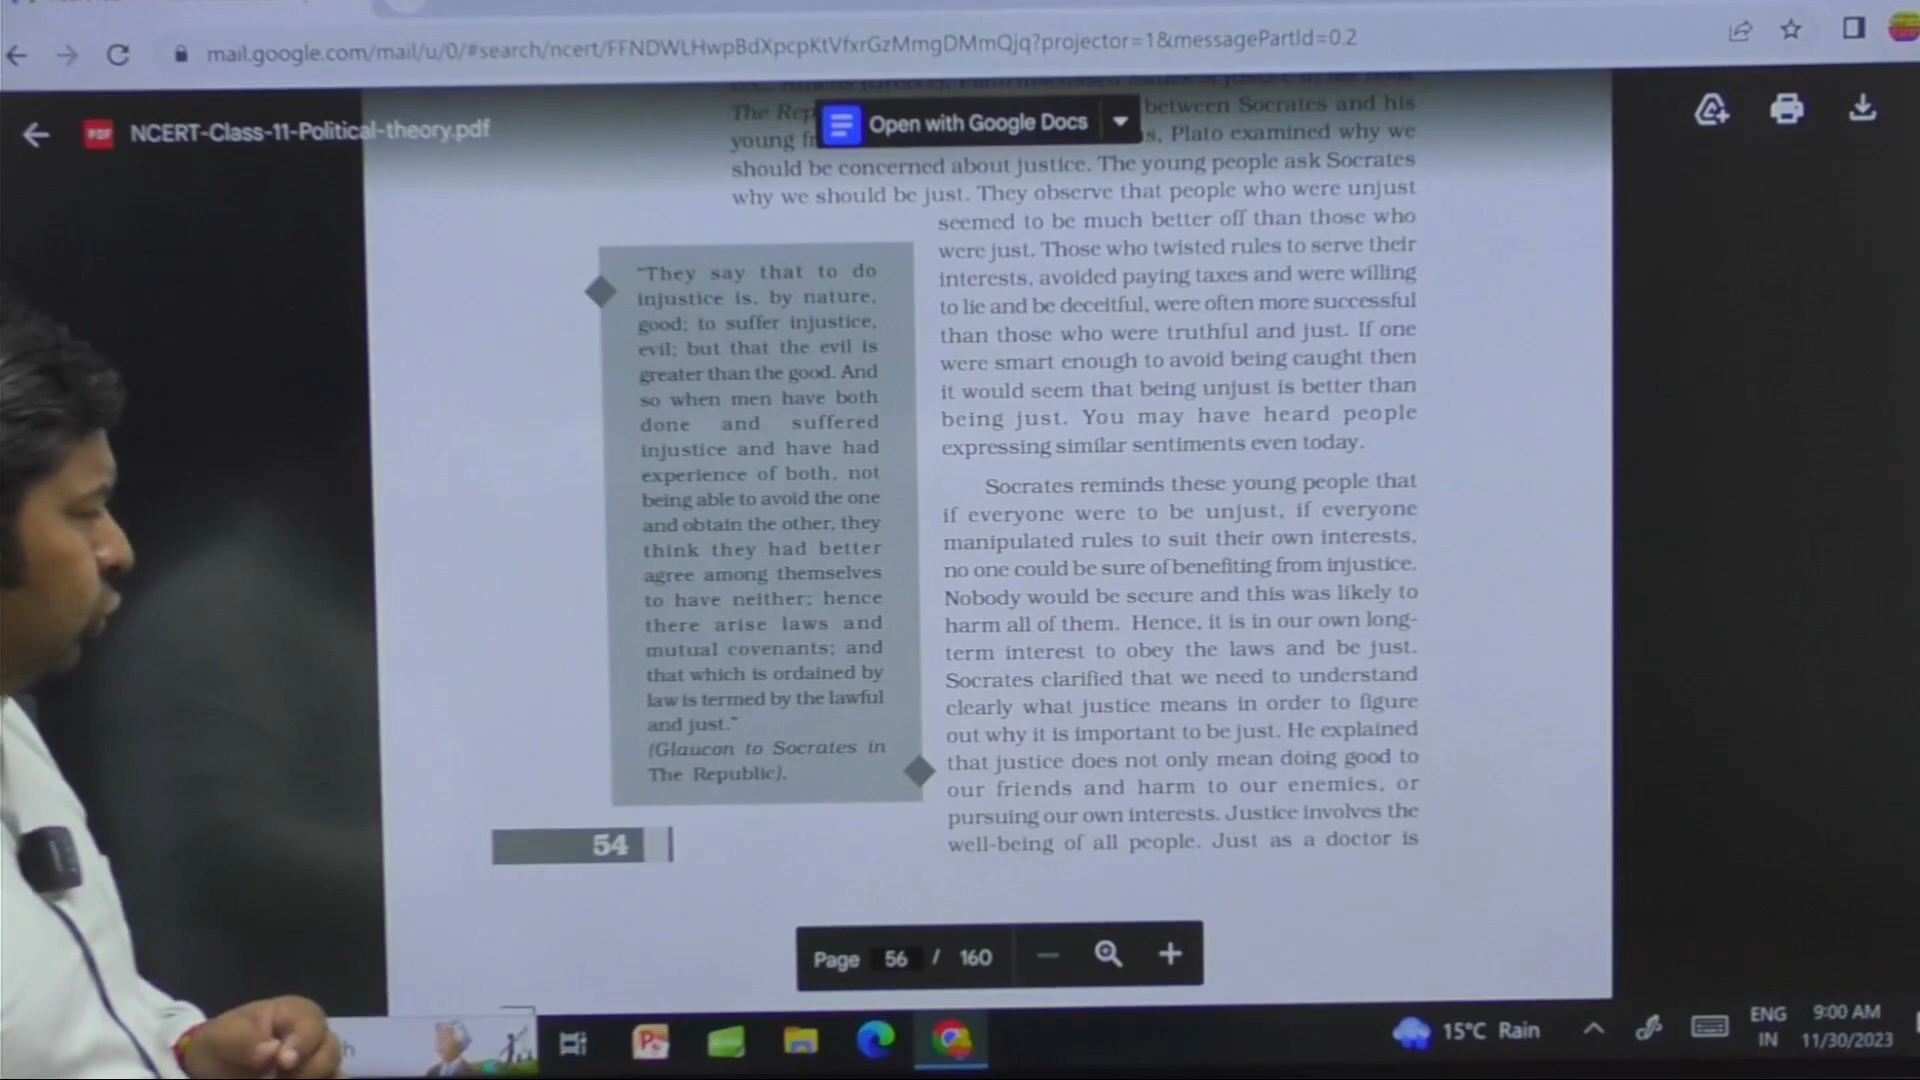 mail.google.com/mail/u/0/#search/ncert/FFNDWLHwpBdXpcpKtVfxrGzMmgDMmQjq?projector=1&messagePartId=0.2
PDF NCERT-Class-11-Political-theory.pdf
Open with Google Docs
The Rep between Socrates and his
young fr s, Plato examined why we
should be concerned about justice. The young people ask Socrates
why we should be just. They observe that people who were unjust
seemed to be much better off than those who
were just. Those who twisted rules to serve their
interests, avoided paying taxes and were willing
to lie and be deceitful, were often more successful
than those who were truthful and just. If one
were smart enough to avoid being caught then
it would seem that being unjust is better than
being just. You may have heard people
expressing similar sentiments even today.
Socrates reminds these young people that
if everyone were to be unjust, if everyone
manipulated rules to suit their own interests,
no one could be sure of benefiting from injustice.
Nobody would be secure and this was likely to
harm all of them. Hence, it is in our own long-
term interest to obey the laws and be just.
Socrates clarified that we need to understand
clearly what justice means in order to figure
out why it is important to be just. He explained
that justice does not only mean doing good to
our friends and harm to our enemies, or
pursuing our own interests. Justice involves the
well-being of all people. Just as a doctor is
"They say that to do
injustice is, by nature,
good; to suffer injustice,
evil; but that the evil is
greater than the good. And
so when men have both
done and suffered
injustice and have had
experience of both, not
being able to avoid the one
and obtain the other, they
think they had better
agree among themselves
to have neither; hence
there arise laws and
mutual covenants; and
that which is ordained by
law is termed by the lawful
and just."
(Glaucon to Socrates in
The Republic).
54
Page 56 / 160
15°C Rain
ENG
IN
9:00 AM
11/30/2023